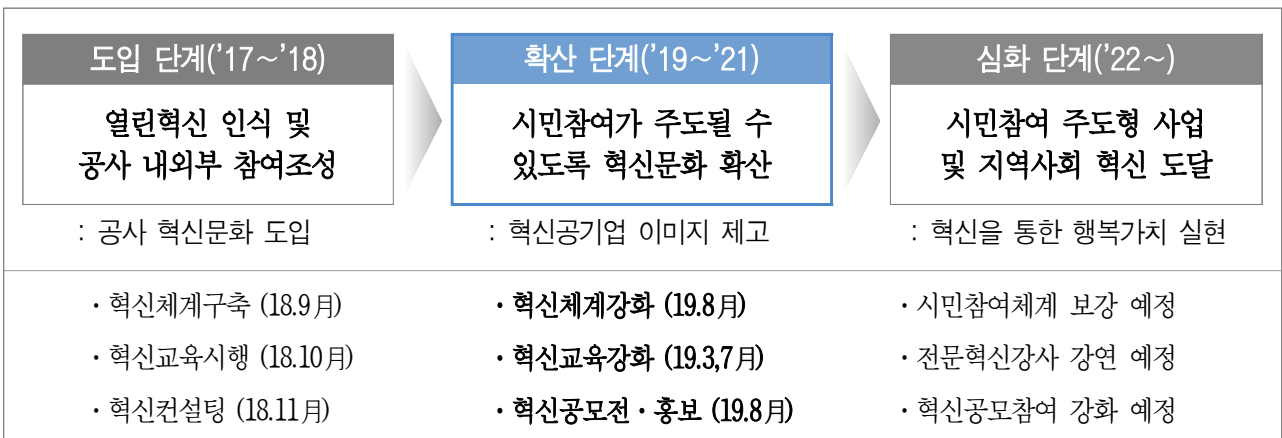 도입 단계('17~'18)
열린혁신 인식 및
공사 내외부 참여조성
: 공사 혁신문화 도입
· 혁신체계구축 (18.9月)
· 혁신교육시행 (18.10月)
· 혁신컨설팅 (18.11月)
확산 단계('19~'21)
시민참여가 주도될 수
있도록 혁신문화 확산
: 혁신공기업 이미지 제고
· 혁신체계강화 (19.8月)
· 혁신교육강화 (19.3,7月)
· 혁신공모전·홍보 (19.8月)
심화 단계('22~)
시민참여 주도형 사업
및 지역사회 혁신 도달
: 혁신을 통한 행복가치 실현
· 시민참여체계 보강 예정
· 전문혁신강사 강연 예정
· 혁신공모참여 강화 예정